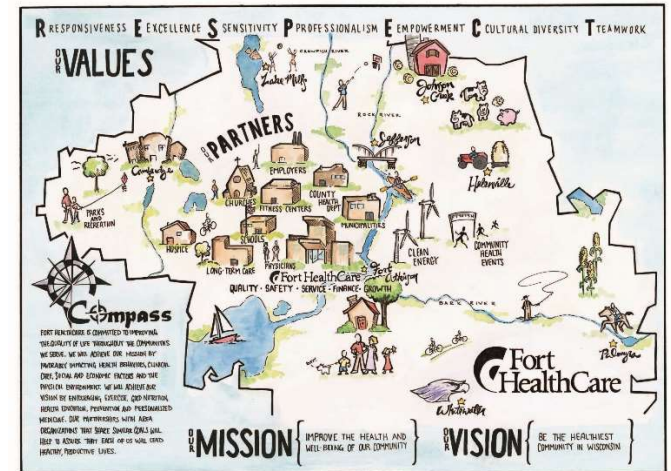 R RESPONSIVENESS E EXCELLENCE S SENSITIVITY P PROFESSIONALISM E EMPOWERMENT C CULTURAL DIVERSITY T TEAMWORK
OUR VALUES
CRAWFISH RIVER
Lake Mills
Johnson Creek
ROCK RIVER
OUR PARTNERS
Jefferson
EMPLOYERS
Cambridge
Helenville
CHURCHES
COUNTY HEALTH DEPT
FITNESS CENTERS
PARKS AND RECREATION
MUNICIPALITIES
SCHOOLS
HOSPICE
CLEAN ENERGY
COMMUNITY HEALTH EVENTS
LONG-TERM CARE
PHYSICIANS
Fort HealthCare
Fort Atkinson
QUALITY · SAFETY · SERVICE · FINANCE · GROWTH
BARK RIVER
Compass
FORT HEALTHCARE IS COMMITTED TO IMPROVING
THE QUALITY OF LIFE THROUGHOUT THE COMMUNITIES
WE SERVE. WE WILL ACHIEVE OUR MISSION BY
FAVORABLY IMPACTING HEALTH BEHAVIORS, CLINICAL
CARE, SOCIAL AND ECONOMIC FACTORS AND THE
PHYSICAL ENVIRONMENT. WE WILL ACHIEVE OUR
VISION BY ENCOURAGING EXERCISE, GOOD NUTRITION,
HEALTH EDUCATION, PREVENTION AND PERSONALIZED
MEDICINE. OUR PARTNERSHIPS WITH AREA
ORGANIZATIONS THAT SHARE SIMILAR GOALS WILL
HELP TO ASSURE THAT EACH OF US WILL LEAD
HEALTHY, PRODUCTIVE LIVES.
Palmyra
Fort
HealthCare
Whitewater
OUR MISSION
IMPROVE THE HEALTH AND
WELL-BEING OF OUR COMMUNITY
OUR VISION
BE THE HEALTHIEST
COMMUNITY IN WISCONSIN